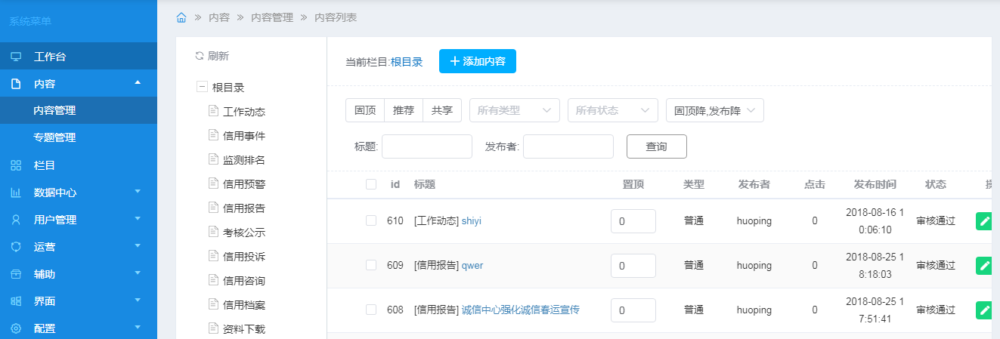 系统菜单
工作台
内容
内容管理
专题管理
栏目
数据中心
用户管理
运营
辅助
界面
配置
内容 » 内容管理 » 内容列表
刷新
根目录
工作动态
信用事件
监测排名
信用预警
信用报告
考核公示
信用投诉
信用咨询
信用档案
资料下载
当前栏目:根目录 添加内容
固顶 推荐 共享 所有类型 所有状态 固顶降,发布降
标题: 发布者: 查询
id 标题 置顶 类型 发布者 点击 发布时间 状态
610 [工作动态] shiyi 0 普通 huoping 0 2018-08-16 1 审核通过
0:06:10
609 [信用报告] qwer 0 普通 huoping 0 2018-08-25 1 审核通过
8:18:03
608 [信用报告] 诚信中心强化诚信春运宣传 0 普通 huoping 0 2018-08-25 1 审核通过
7:51:41